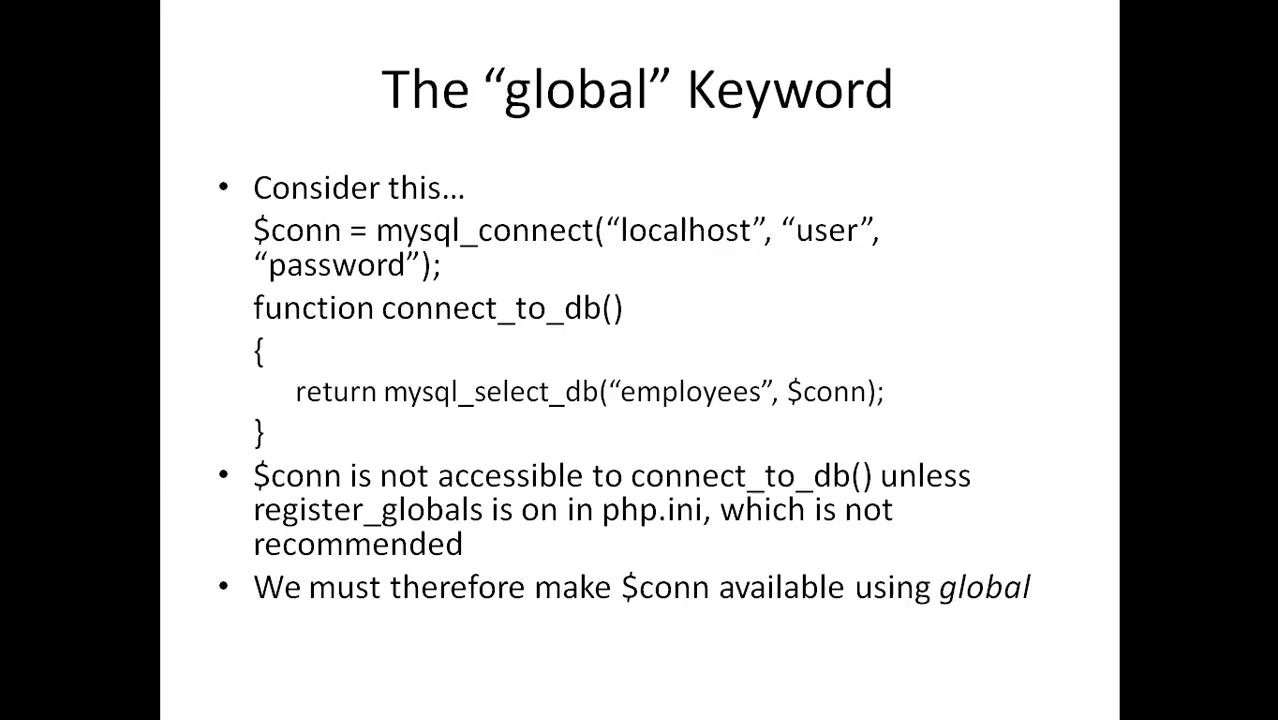 The “global” Keyword
• Consider this…
$conn = mysql_connect(“localhost”, “user”,
“password”);
function connect_to_db()
{
return mysql_select_db(“employees”, $conn);
}
• $conn is not accessible to connect_to_db() unless
register_globals is on in php.ini, which is not
recommended
• We must therefore make $conn available using global